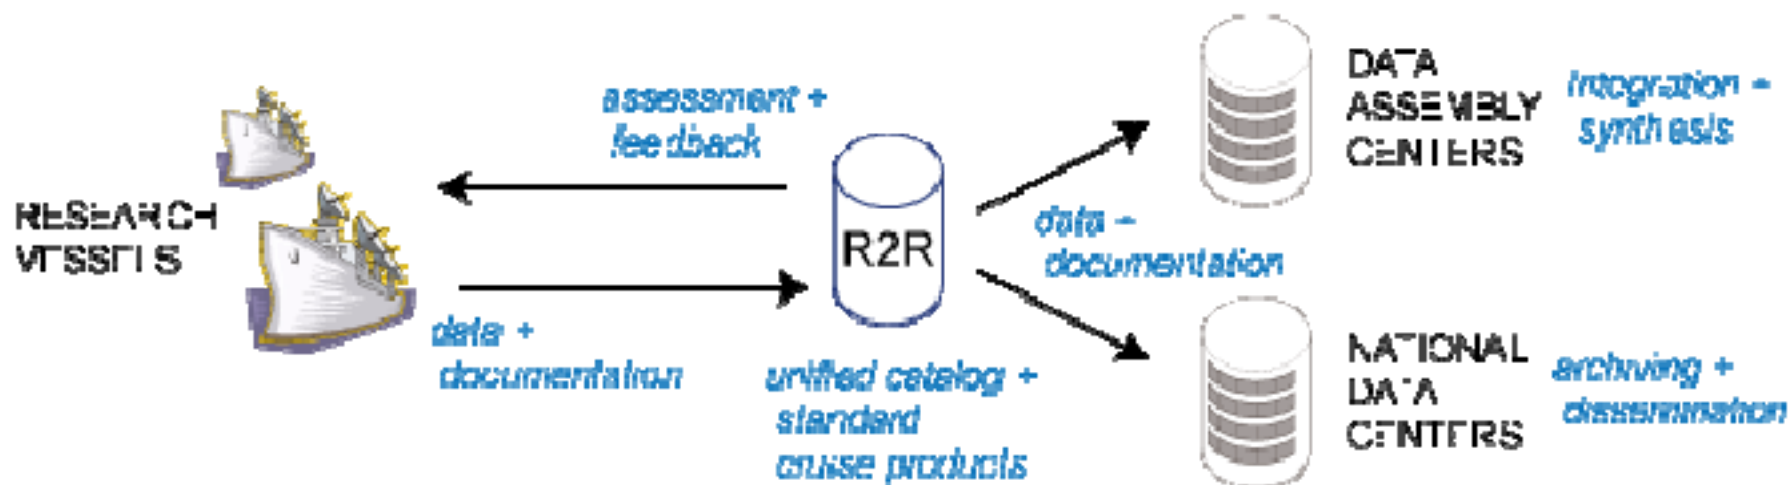 RESEARCH
VESSELS
assessment +
feedback
data +
documentation
R2R
unified catalog +
standard
cruise products
data +
documentation
DATA
ASSEMBLY
CENTERS
integration +
synthesis
NATIONAL
DATA
CENTERS
archiving +
dissemination